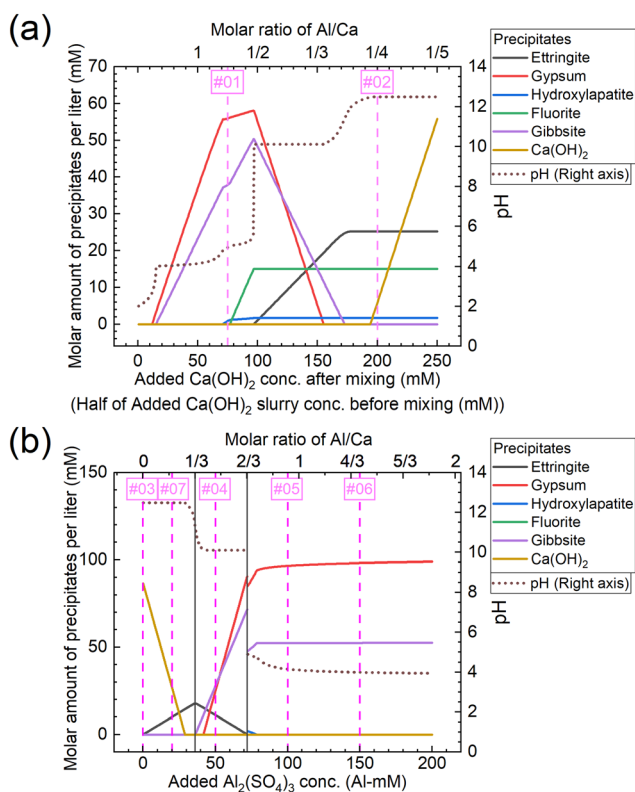 (a)
Molar ratio of Al/Ca
1 1/2 1/3 1/4 1/5
Precipitates
Ettringite
Gypsum
Hydroxylapatite
Fluorite
Gibbsite
Ca(OH)2
pH (Right axis)
#01 #02
Molar amount of precipitates per liter (mM)
70
60
50
40
30
20
10
0
14
12
10
8
6
4
2
0
pH
0 50 100 150 200 250
Added Ca(OH)2 conc. after mixing (mM)
(Half of Added Ca(OH)2 slurry conc. before mixing (mM))
(b)
Molar ratio of Al/Ca
0 1/3 2/3 1 4/3 5/3 2
Precipitates
Ettringite
Gypsum
Hydroxylapatite
Fluorite
Gibbsite
Ca(OH)2
pH (Right axis)
#03 #07 #04 #05 #06
Molar amount of precipitates per liter (mM)
150
100
50
0
14
12
10
8
6
4
2
0
pH
0 50 100 150 200
Added Al2(SO4)3 conc. (Al-mM)